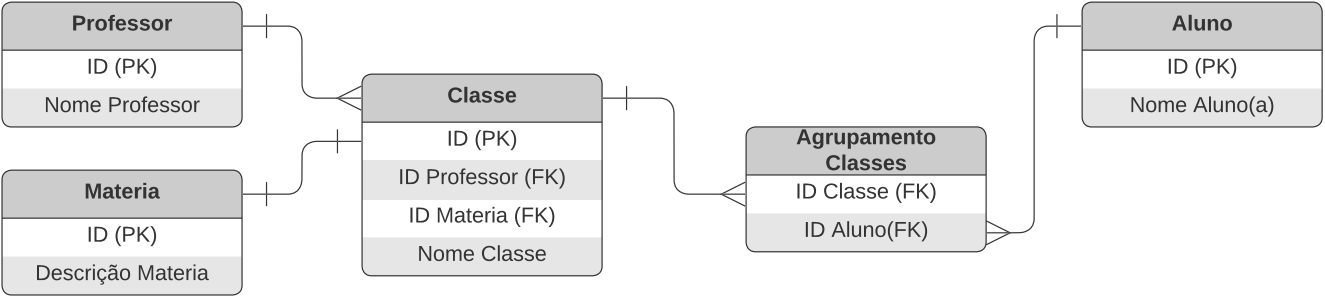 Professor
ID (PK)
Nome Professor
Materia
ID (PK)
Descrição Materia
Classe
ID (PK)
ID Professor (FK)
ID Materia (FK)
Nome Classe
Agrupamento
Classes
ID Classe (FK)
ID Aluno(FK)
Aluno
ID (PK)
Nome Aluno(a)